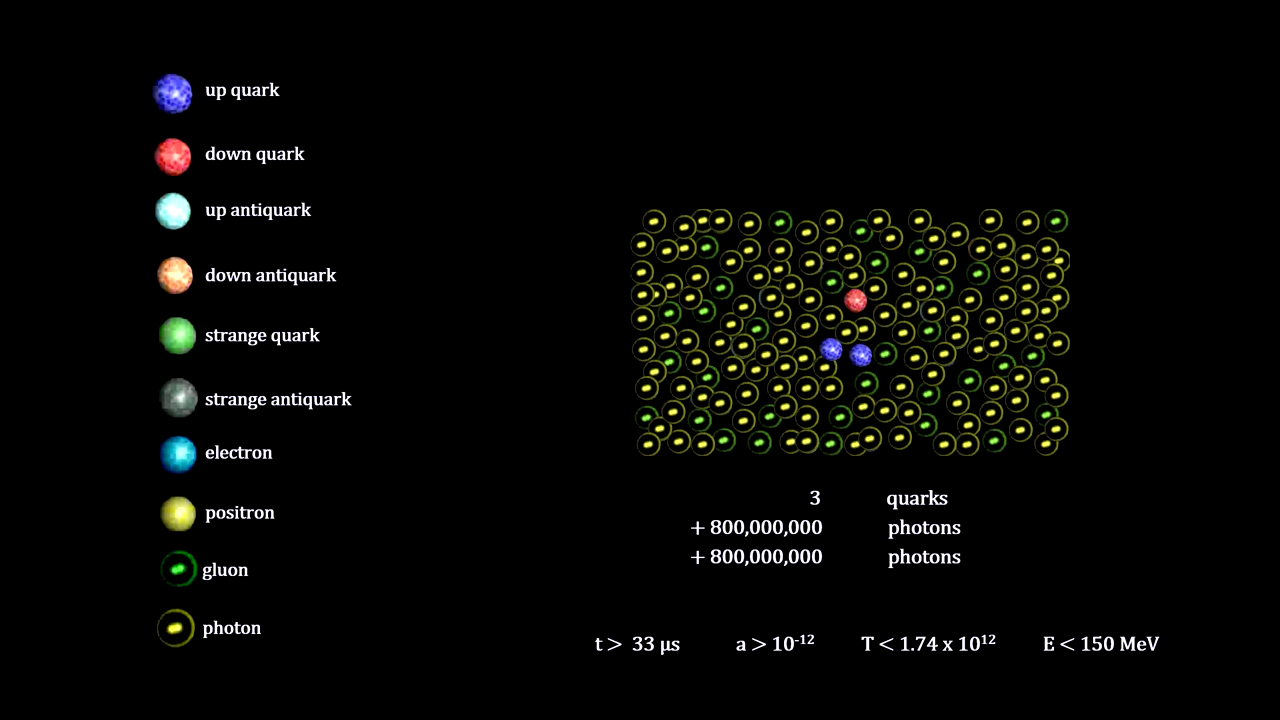 up quark
down quark
up antiquark
down antiquark
strange quark
strange antiquark
electron
positron
gluon
photon
3 quarks
+ 800,000,000 photons
+ 800,000,000 photons
t > 33 μs a > 10⁻¹² T < 1.74 x 10¹² E < 150 MeV